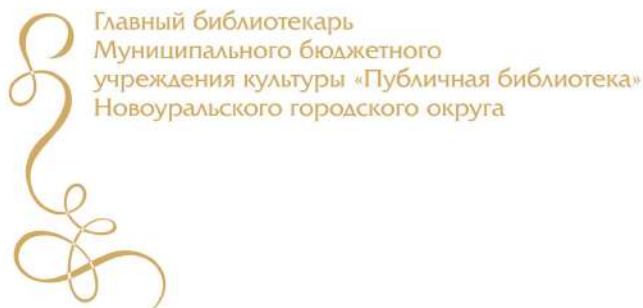 Главный библиотекарь
Муниципального бюджетного
учреждения культуры «Публичная библиотека»
Новоуральского городского округа